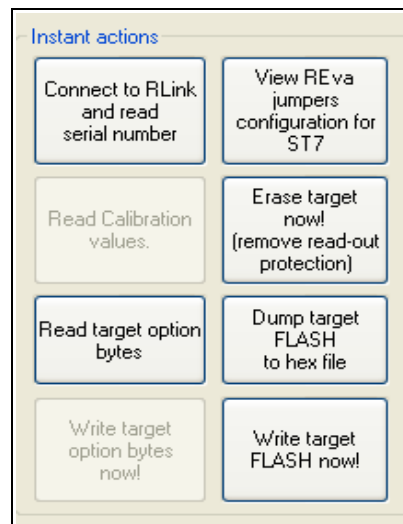 Instant actions
Connect to RLink
and read
serial number
View REva
jumpers
configuration for
ST7
Read Calibration
values.
Erase target
now!
(remove read-out
protection)
Read target option
bytes
Dump target
FLASH
to hex file
Write target
option bytes
now!
Write target
FLASH now!